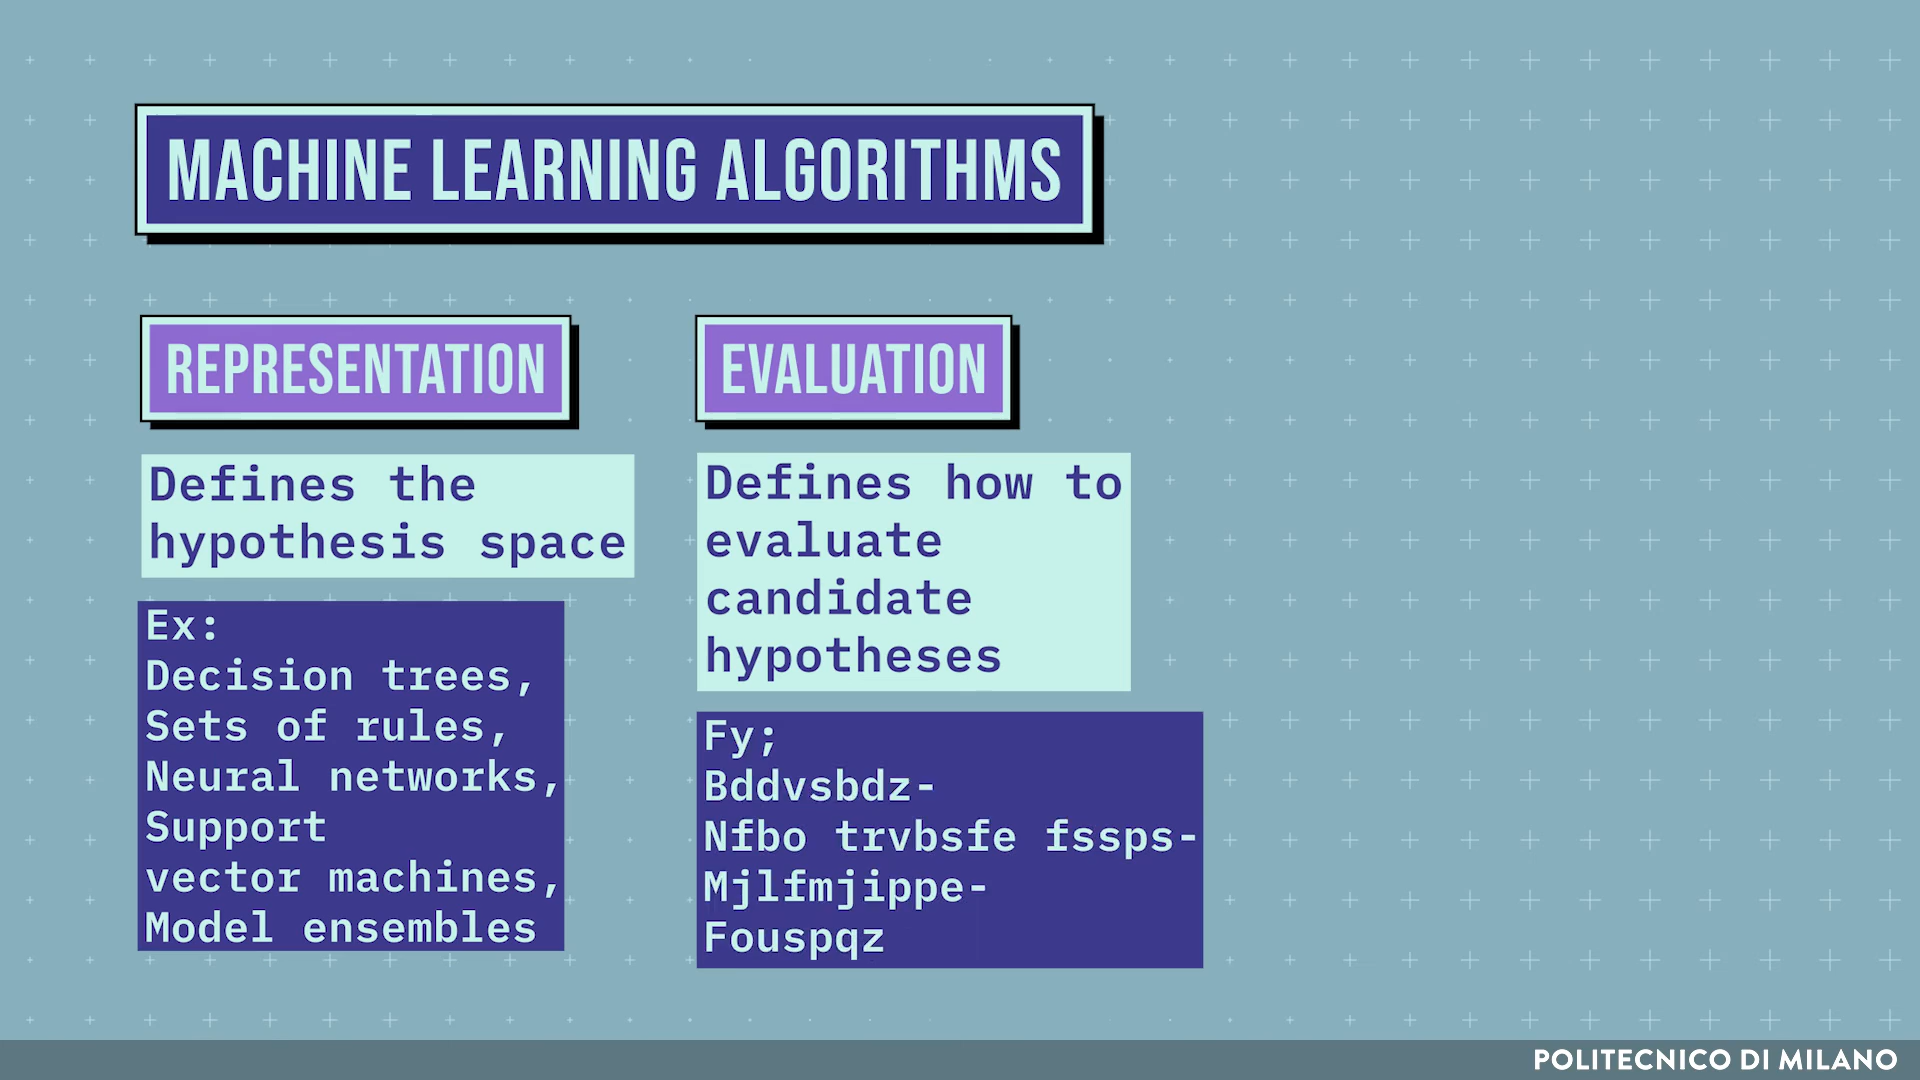 MACHINE LEARNING ALGORITHMS
REPRESENTATION
Defines the
hypothesis space
Ex:
Decision trees,
Sets of rules,
Neural networks,
Support
vector machines,
Model ensembles
EVALUATION
Defines how to
evaluate
candidate
hypotheses
Fy;
Bddvsbdz-
Nfbo trvbsfe fssps-
Mjlfmjippe-
Fouspqz
POLITECNICO DI MILANO